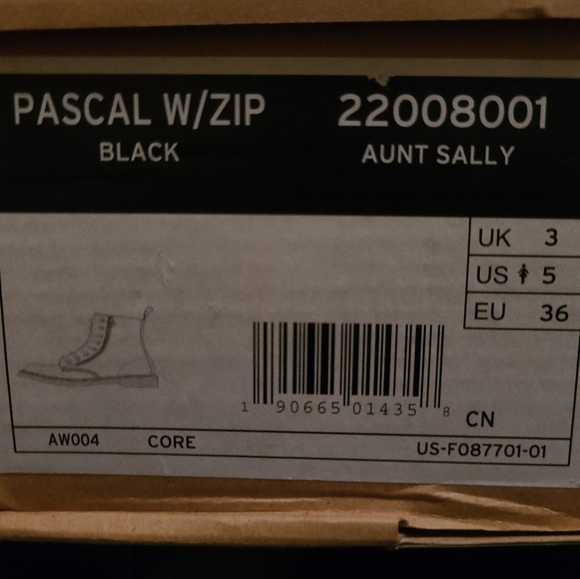 PASCAL W/ZIP 22008001
BLACK AUNT SALLY
UK 3
US 5
EU 36
1 90665 01435 8
CN
AW004 CORE US-F087701-01